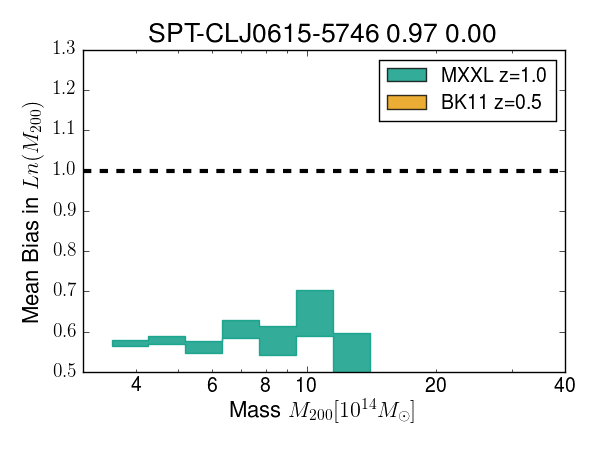 SPT-CLJ0615-5746 0.97 0.00
MXXL z=1.0
BK11 z=0.5
1.3
1.2
1.1
1.0
0.9
0.8
0.7
0.6
0.5
Mean Bias in Ln(M₂₀₀)
4 6 8 10 20 40
Mass M₂₀₀[10¹⁴M☉]